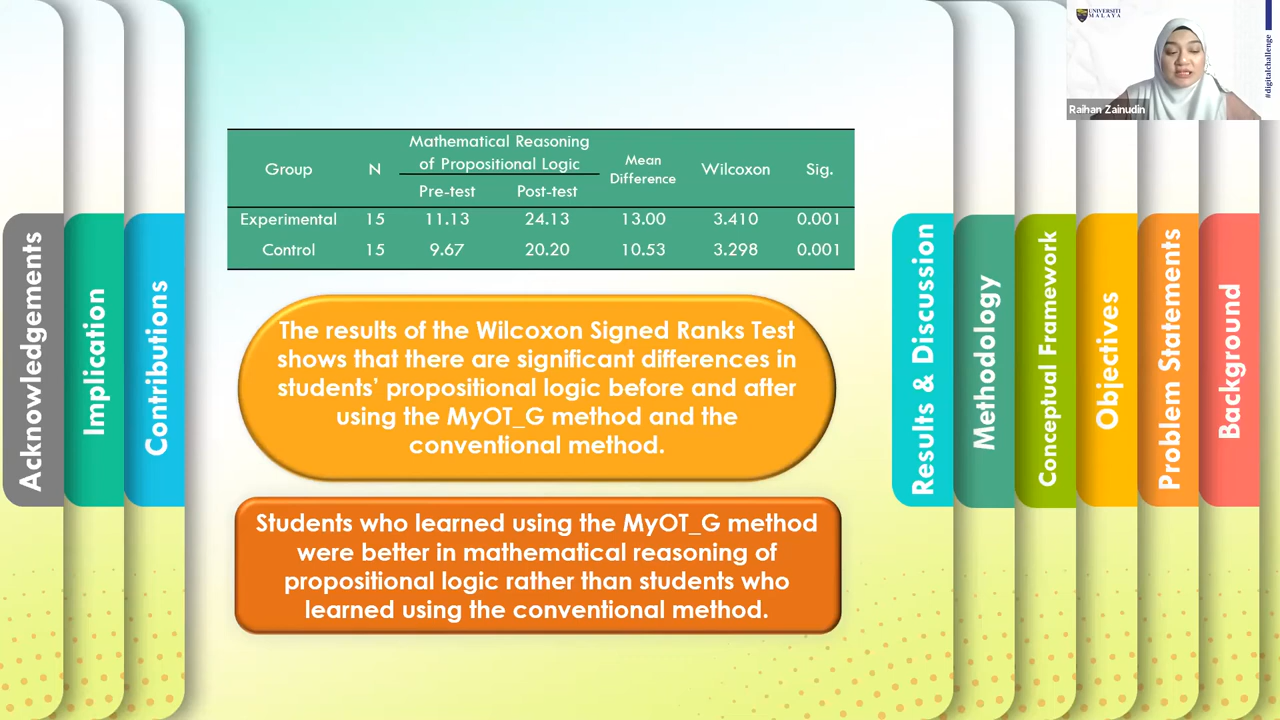 UNIVERSITI
MALAYA
#digitalchallenge
Raihan Zainudin
Group N Mathematical Reasoning of Propositional Logic Mean Difference Wilcoxon Sig.
Pre-test Post-test
Experimental 15 11.13 24.13 13.00 3.410 0.001
Control 15 9.67 20.20 10.53 3.298 0.001
The results of the Wilcoxon Signed Ranks Test
shows that there are significant differences in
students’ propositional logic before and after
using the MyOT_G method and the
conventional method.
Students who learned using the MyOT_G method
were better in mathematical reasoning of
propositional logic rather than students who
learned using the conventional method.
Acknowledgements
Implication
Contributions
Results & Discussion
Methodology
Conceptual Framework
Objectives
Problem Statements
Background